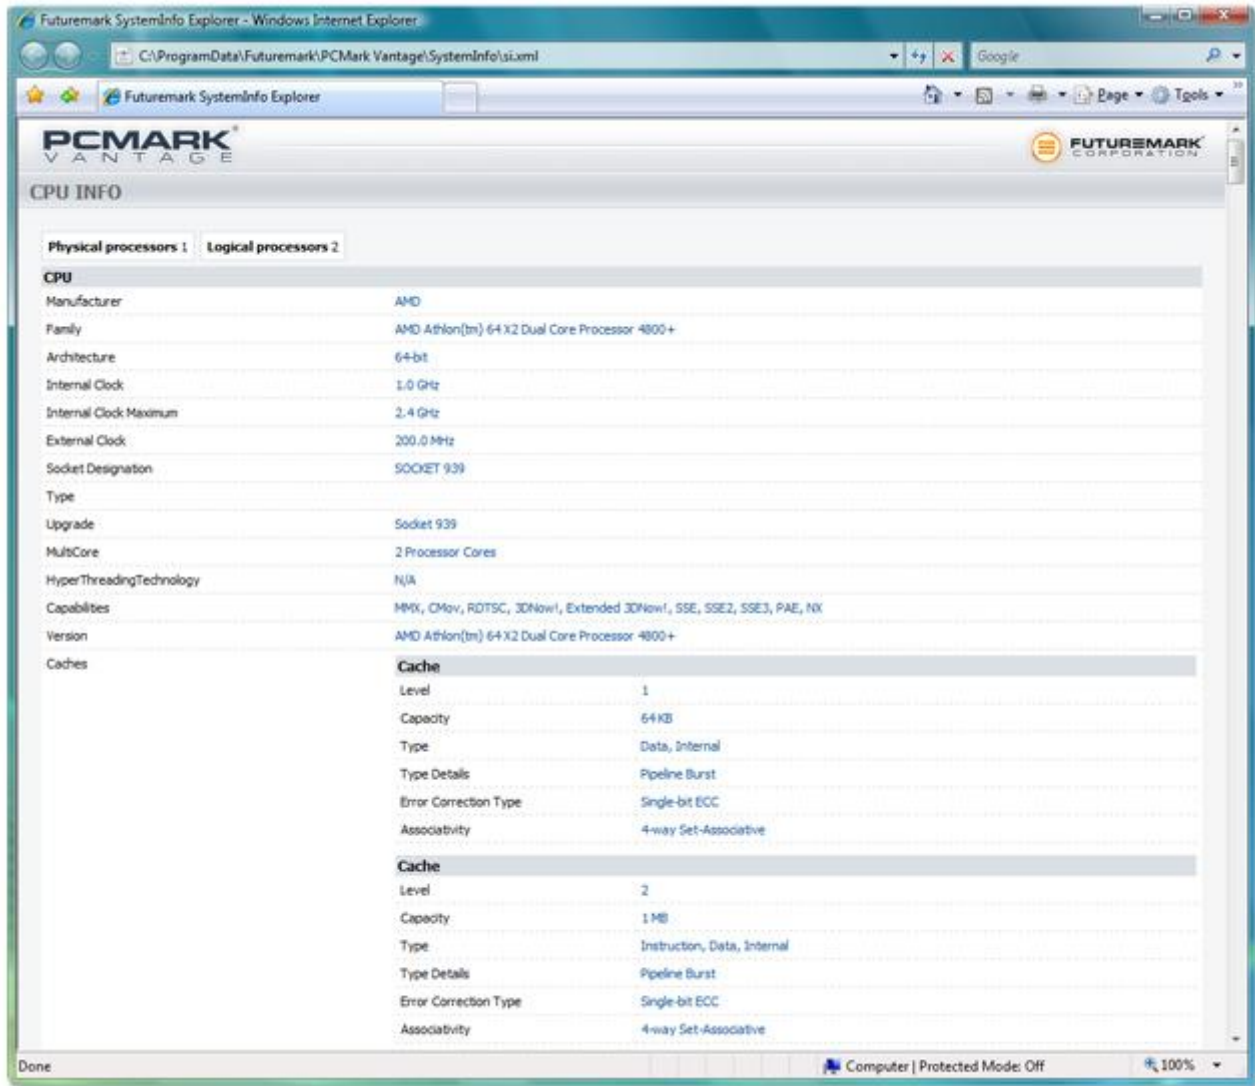 Futuremark SystemInfo Explorer - Windows Internet Explorer
C:\ProgramData\Futuremark\PCMark Vantage\SystemInfo\si.xml Google
Futuremark SystemInfo Explorer Page Tools
PCMARK FUTUREMARK
VANTAGE CORPORATION
CPU INFO
Physical processors 1 Logical processors 2
CPU
Manufacturer AMD
Family AMD Athlon(tm) 64 X2 Dual Core Processor 4800+
Architecture 64-bit
Internal Clock 1.0 GHz
Internal Clock Maximum 2.4 GHz
External Clock 200.0 MHz
Socket Designation SOCKET 939
Type
Upgrade Socket 939
MultiCore 2 Processor Cores
HyperThreadingTechnology N/A
Capabilities MMX, CMov, RDTSC, 3DNow!, Extended 3DNow!, SSE, SSE2, SSE3, PAE, NX
Version AMD Athlon(tm) 64 X2 Dual Core Processor 4800+
Caches Cache
Level 1
Capacity 64 KB
Type Data, Internal
Type Details Pipeline Burst
Error Correction Type Single-bit ECC
Associativity 4-way Set-Associative
Cache
Level 2
Capacity 1 MB
Type Instruction, Data, Internal
Type Details Pipeline Burst
Error Correction Type Single-bit ECC
Associativity 4-way Set-Associative
Done Computer | Protected Mode: Off 100%